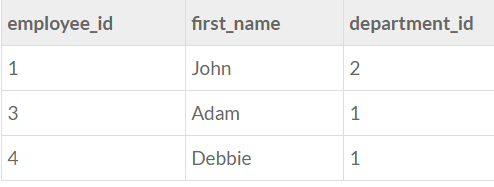 employee_id first_name department_id
1 John 2
3 Adam 1
4 Debbie 1